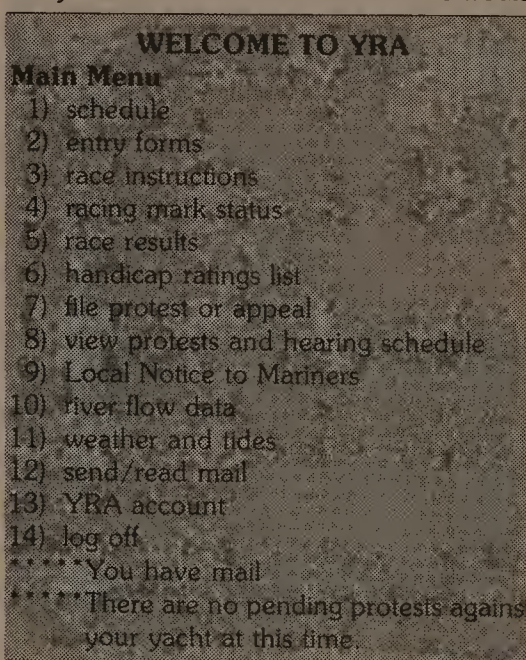 WELCOME TO YRA
Main Menu
1) schedule
2) entry forms
3) race instructions
4) racing mark status
5) race results
6) handicap ratings list
7) file protest or appeal
8) view protests and hearing schedule
9) Local Notice to Mariners
10) river flow data
11) weather and tides
12) send/read mail
13) YRA account
14) log off
*****You have mail
*****There are no pending protests agains
your yacht at this time.